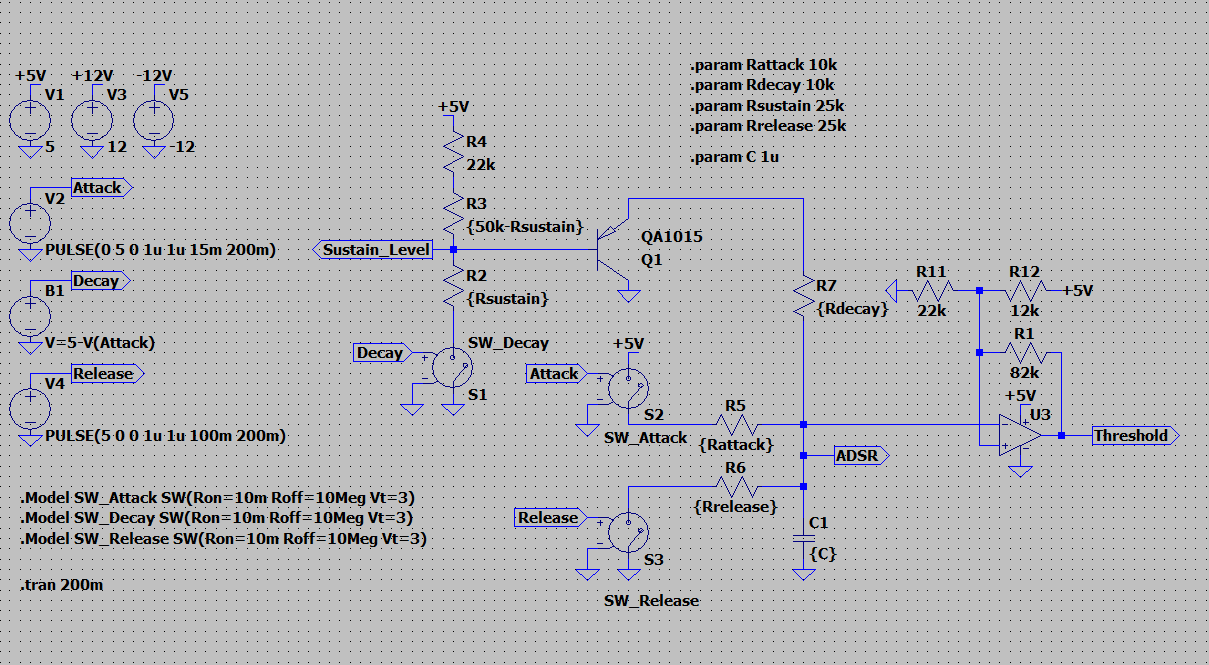 +5V +12V -12V
V1 V3 V5
5 12 -12
Attack
V2
PULSE(0 5 0 1u 1u 15m 200m)
Decay
B1
V=5-V(Attack)
Release
V4
PULSE(5 0 0 1u 1u 100m 200m)
.Model SW_Attack SW(Ron=10m Roff=10Meg Vt=3)
.Model SW_Decay SW(Ron=10m Roff=10Meg Vt=3)
.Model SW_Release SW(Ron=10m Roff=10Meg Vt=3)
.tran 200m
+5V
R4
22k
R3
{50k-Rsustain}
Sustain_Level
R2
{Rsustain}
Decay
+
-
SW_Decay
S1
QA1015
Q1
.param Rattack 10k
.param Rdecay 10k
.param Rsustain 25k
.param Rrelease 25k
.param C 1u
R7
{Rdecay}
+5V
Attack
+
-
S2
SW_Attack
R5
{Rattack}
ADSR
R6
{Rrelease}
Release
+
-
S3
SW_Release
C1
{C}
R11
22k
R12
12k
+5V
R1
82k
+5V
U3
Threshold